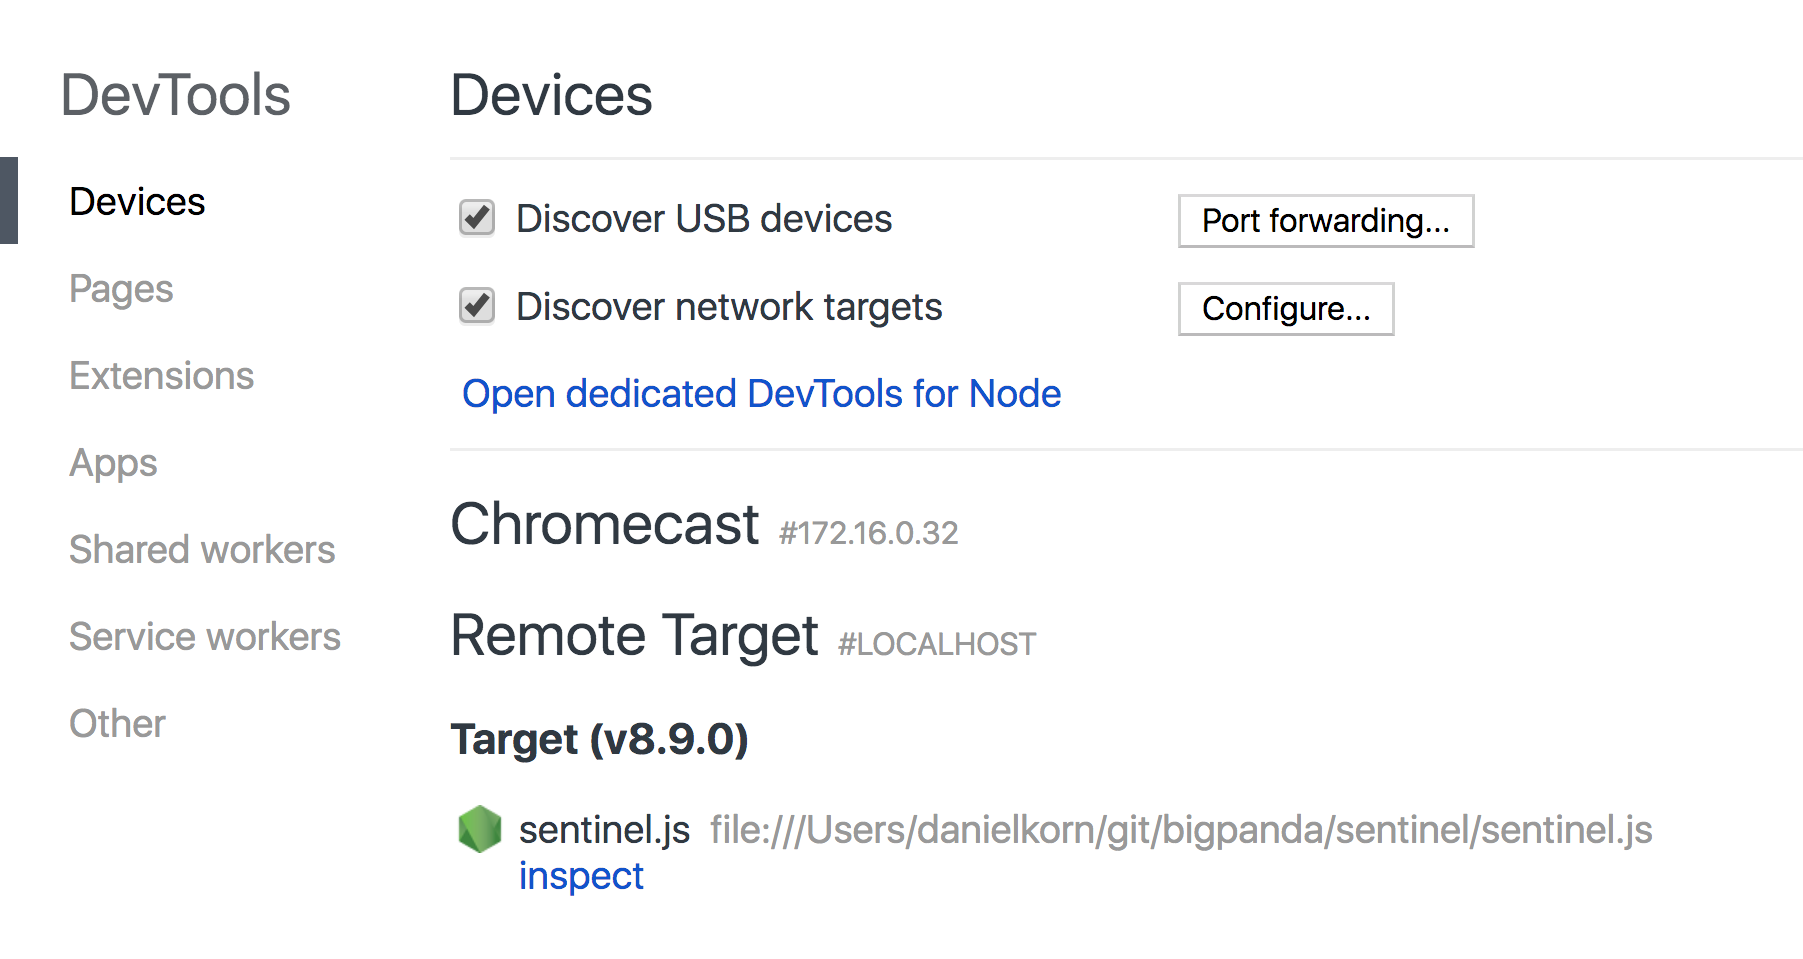 DevTools
Devices
Pages
Extensions
Apps
Shared workers
Service workers
Other
Devices
Discover USB devices
Port forwarding...
Discover network targets
Configure...
Open dedicated DevTools for Node
Chromecast #172.16.0.32
Remote Target #LOCALHOST
Target (v8.9.0)
sentinel.js file:///Users/danielkorn/git/bigpanda/sentinel/sentinel.js
inspect